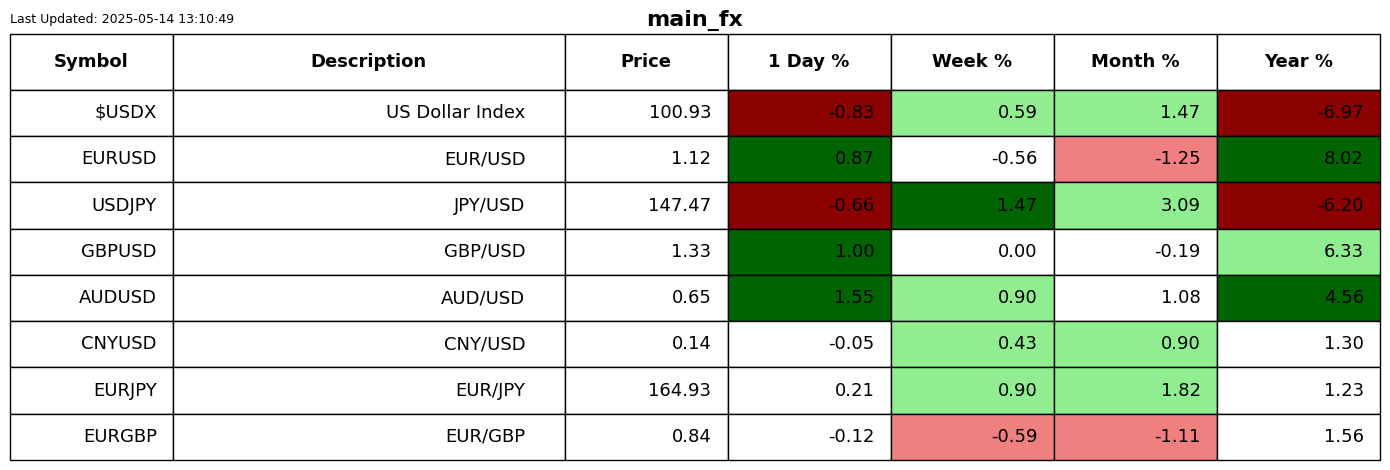 Last Updated: 2025-05-14 13:10:49
main_fx
Symbol Description Price 1 Day % Week % Month % Year %
$USDX US Dollar Index 100.93 -0.83 0.59 1.47 -6.97
EURUSD EUR/USD 1.12 0.87 -0.56 -1.25 8.02
USDJPY JPY/USD 147.47 -0.66 1.47 3.09 -6.20
GBPUSD GBP/USD 1.33 1.00 0.00 -0.19 6.33
AUDUSD AUD/USD 0.65 1.55 0.90 1.08 4.56
CNYUSD CNY/USD 0.14 -0.05 0.43 0.90 1.30
EURJPY EUR/JPY 164.93 0.21 0.90 1.82 1.23
EURGBP EUR/GBP 0.84 -0.12 -0.59 -1.11 1.56